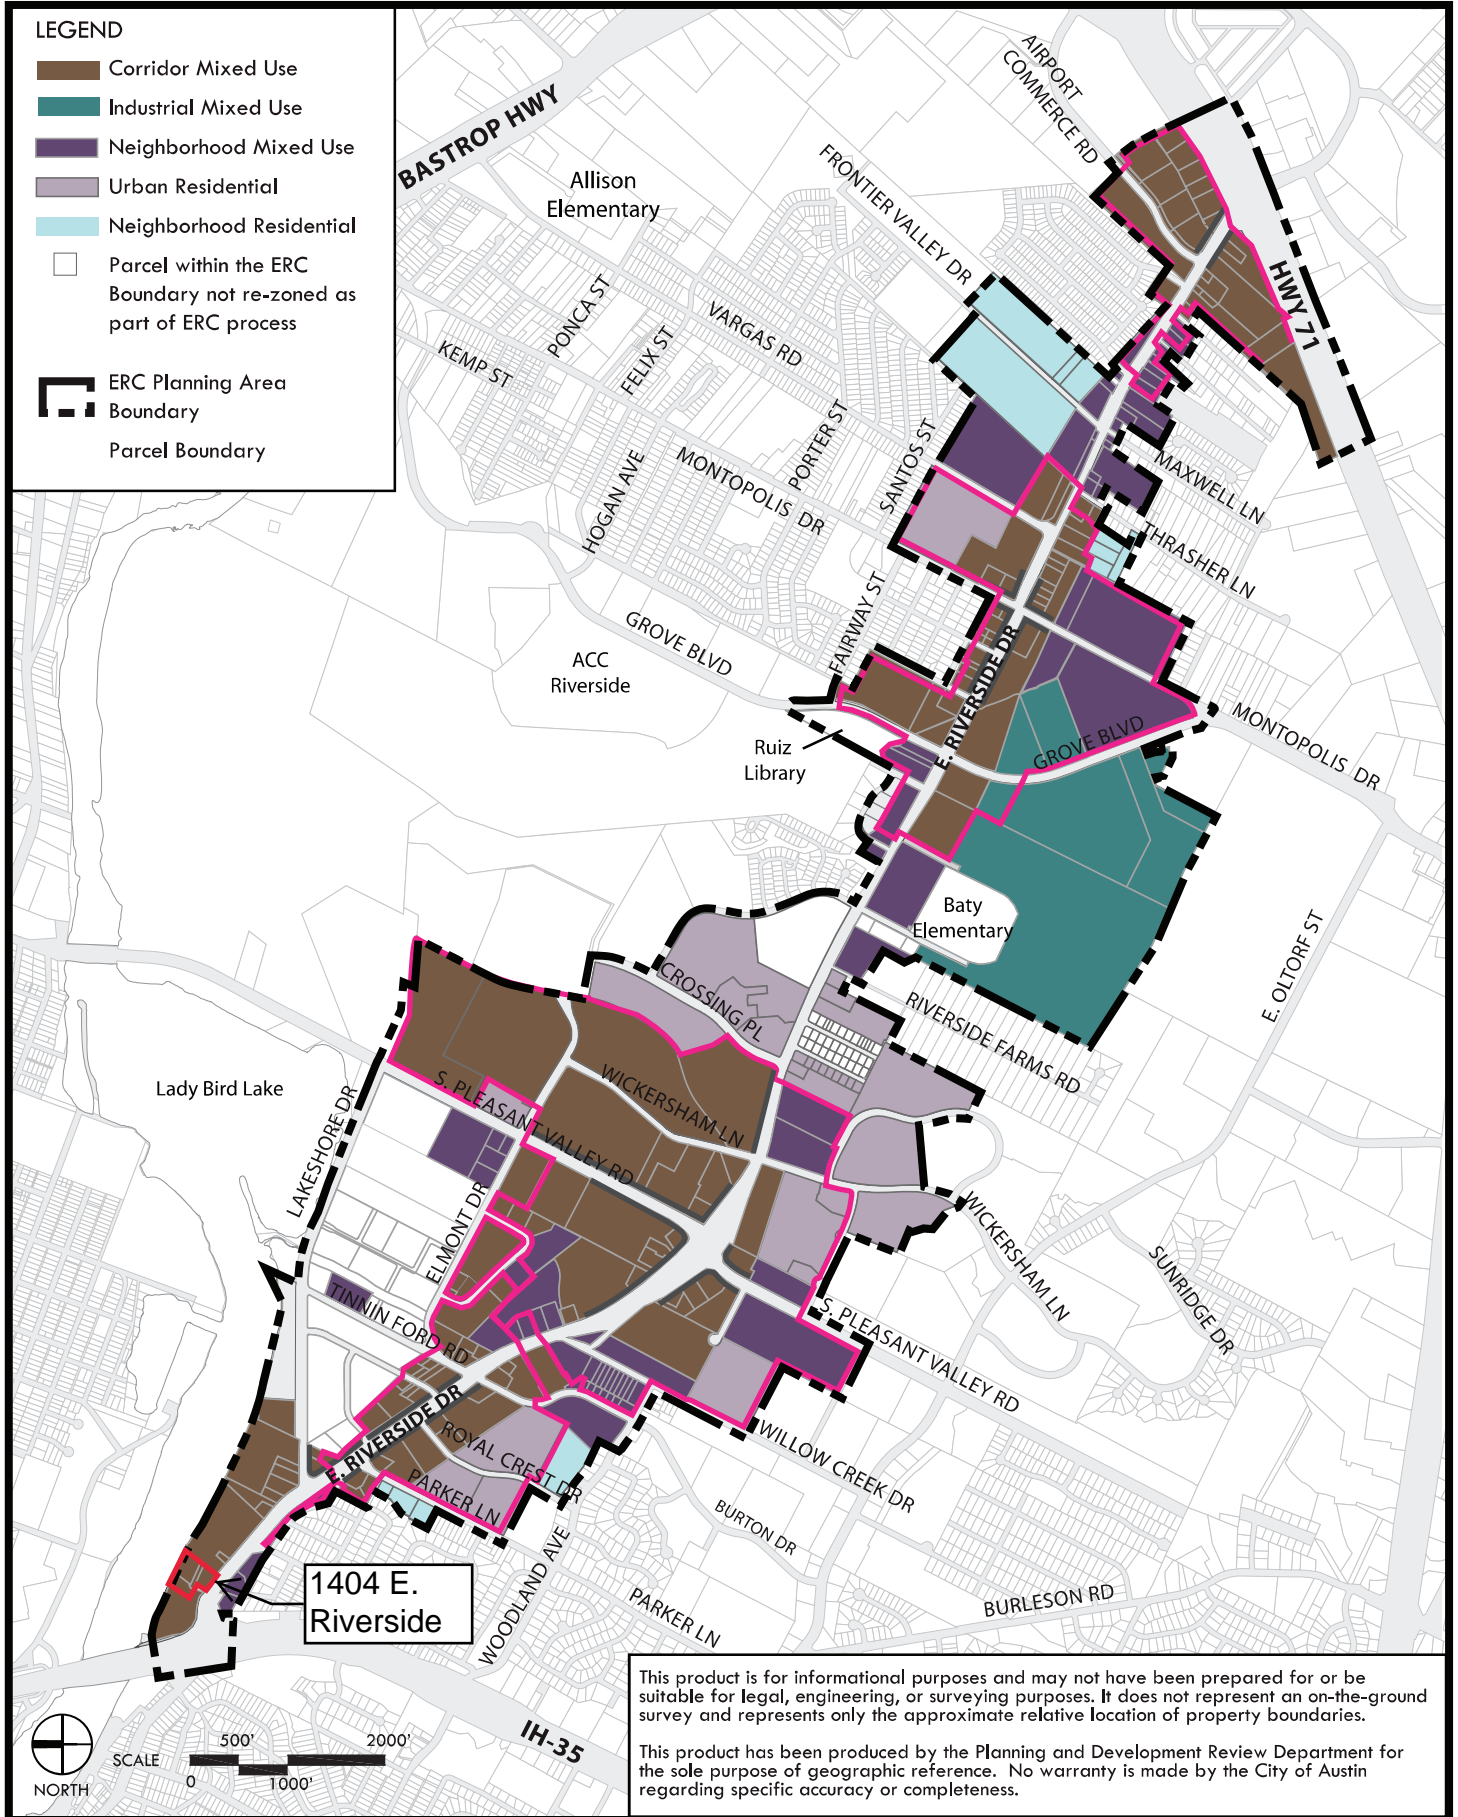 LEGEND
Corridor Mixed Use
Industrial Mixed Use
Neighborhood Mixed Use
Urban Residential
Neighborhood Residential
Parcel within the ERC
Boundary not re-zoned as
part of ERC process
ERC Planning Area
Boundary
Parcel Boundary
BASTROP HWY
AIRPORT
COMMERCE RD
FRONTIER VALLEY DR
Allison
Elementary
HWY 71
PONCA ST
VARGAS RD
FELIX ST
KEMP ST
PORTER ST
SANTOS ST
MONTOPOLIS DR
HOGAN AVE
MAXWELL LN
THRASHER LN
FAIRWAY ST
GROVE BLVD
ACC
Riverside
E. RIVERSIDE DR
Ruiz
Library
GROVE BLVD
MONTOPOLIS DR
Baty
Elementary
E. OLTORF ST
CROSSING PL
RIVERSIDE FARMS RD
Lady Bird Lake
LAKESHORE DR
S. PLEASANT VALLEY RD
WICKERSHAM LN
ELMONT DR
WICKERSHAM LN
SUNRIDGE DR
TINNIN FORD RD
S. PLEASANT VALLEY RD
E. RIVERSIDE DR
ROYAL CREST DR
PARKER LN
WILLOW CREEK DR
BURTON DR
WOODLAND AVE
PARKER LN
BURLESON RD
1404 E.
Riverside
IH-35
NORTH
SCALE
500'
2000'
0
1000'
This product is for informational purposes and may not have been prepared for or be
suitable for legal, engineering, or surveying purposes. It does not represent an on-the-ground
survey and represents only the approximate relative location of property boundaries.
This product has been produced by the Planning and Development Review Department for
the sole purpose of geographic reference. No warranty is made by the City of Austin
regarding specific accuracy or completeness.